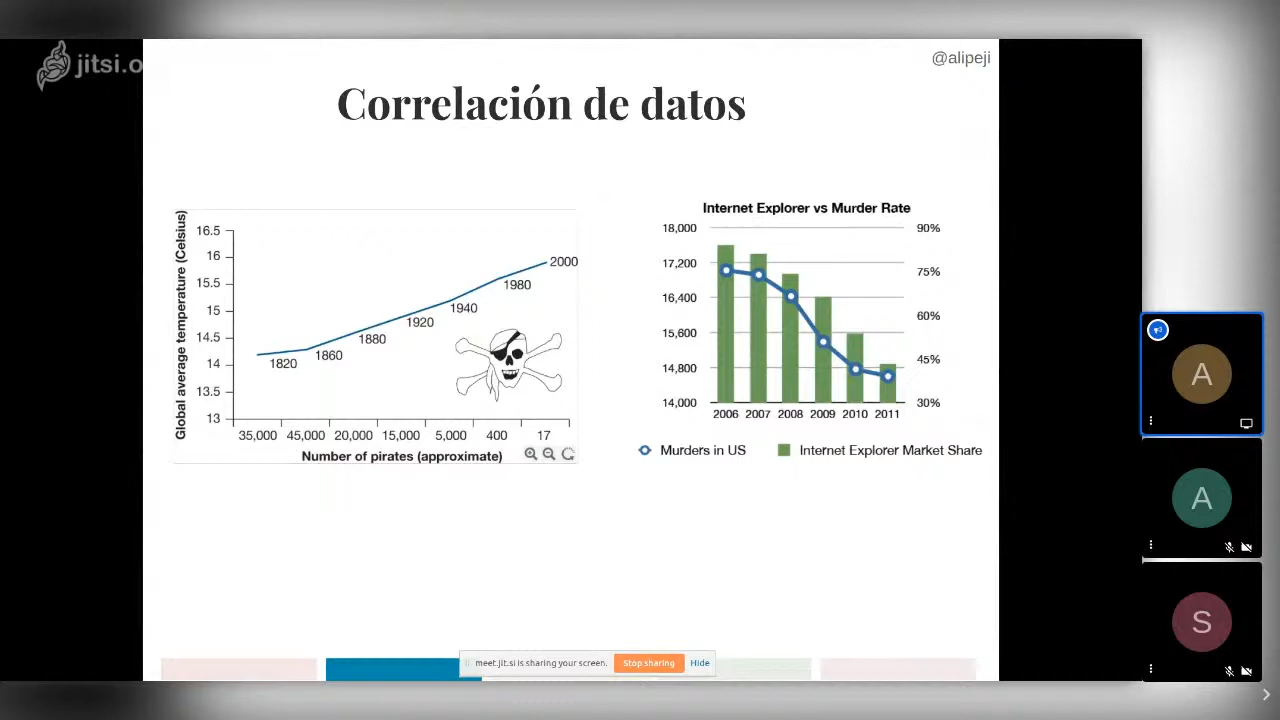 jitsi.o
@alipeji
Correlación de datos
Global average temperature (Celsius)
16.5
16
15.5
15
14.5
14
13.5
13
1820
1860
1880
1920
1940
1980
2000
35,000 45,000 20,000 15,000 5,000 400 17
Number of pirates (approximate)
Internet Explorer vs Murder Rate
18,000
17,200
16,400
15,600
14,800
14,000
90%
75%
60%
45%
30%
2006 2007 2008 2009 2010 2011
Murders in US
Internet Explorer Market Share
meet.jit.si is sharing your screen. Stop sharing Hide
A
A
S